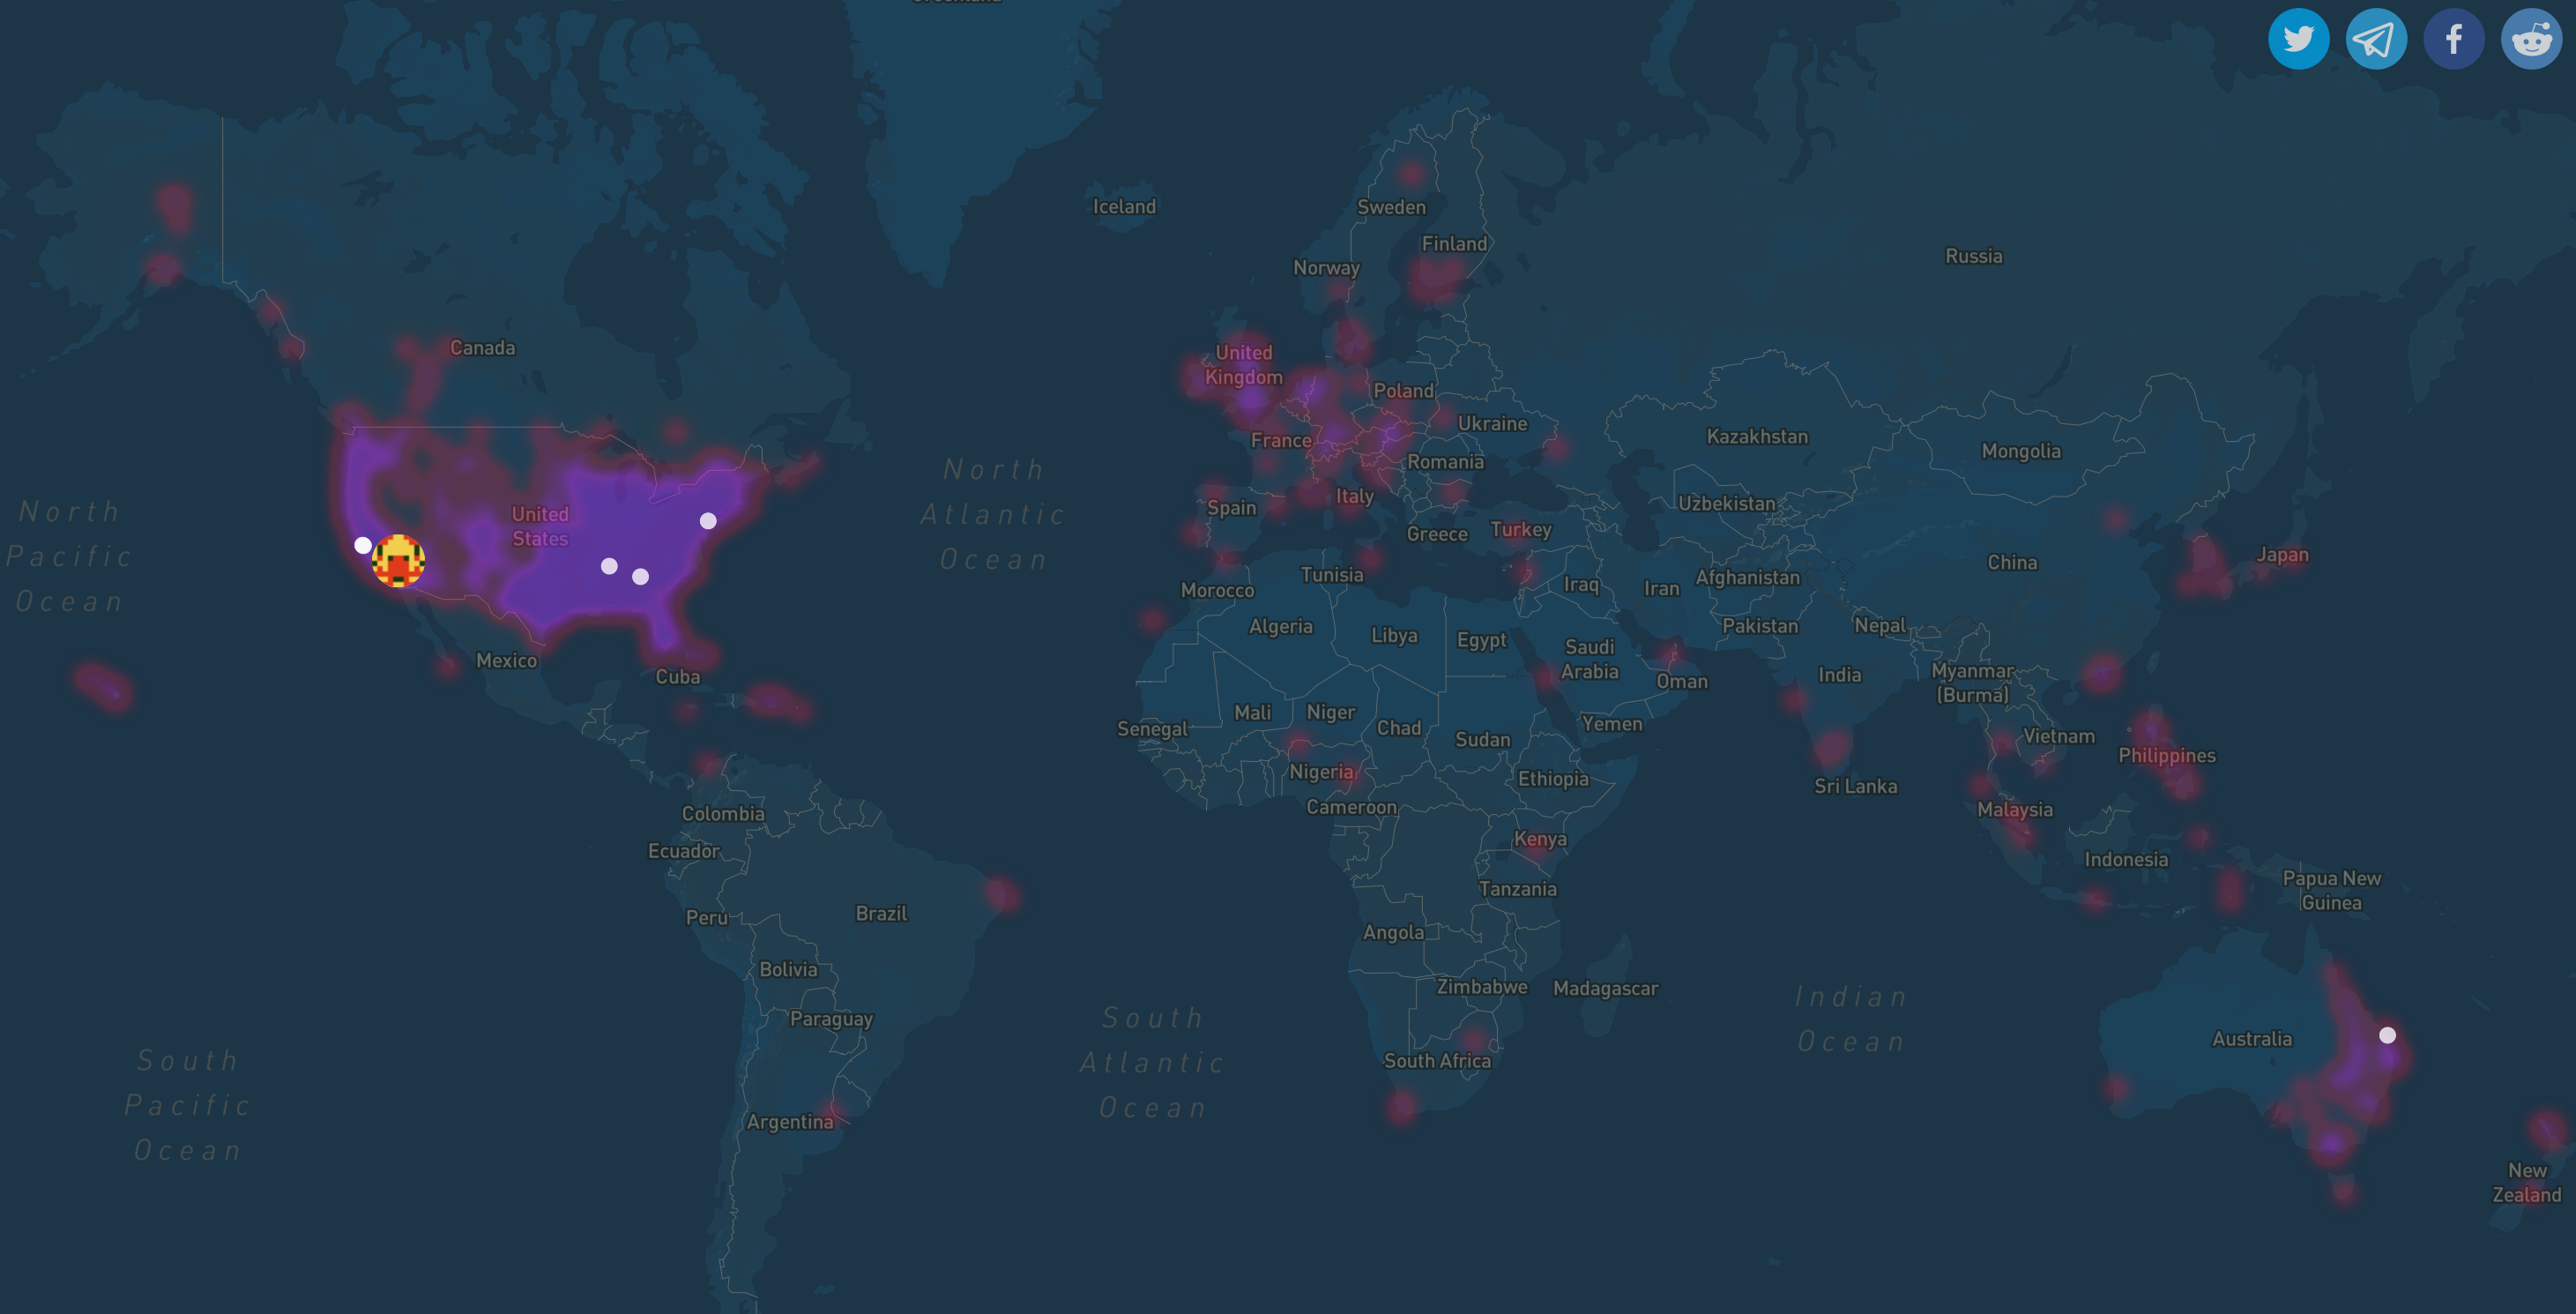 Greenland
Iceland
Sweden
Finland
Norway
Russia
Canada
United
Kingdom
Poland
Ukraine
France
Kazakhstan
Mongolia
Romania
North
Atlantic
Ocean
Italy
Spain
Uzbekistan
North
Pacific
Ocean
United
States
Greece
Turkey
Japan
China
Tunisia
Iraq
Iran
Afghanistan
Morocco
Algeria
Libya
Egypt
Pakistan
Nepal
Saudi
Arabia
Mexico
Cuba
Oman
India
Myanmar
(Burma)
Mali
Niger
Chad
Sudan
Yemen
Senegal
Vietnam
Philippines
Nigeria
Ethiopia
Sri Lanka
Cameroon
Colombia
Malaysia
Kenya
Ecuador
Indonesia
Tanzania
Papua New
Guinea
Peru
Brazil
Angola
Bolivia
Zimbabwe
Madagascar
Indian
Ocean
Paraguay
South
Atlantic
Ocean
Australia
South Africa
South
Pacific
Ocean
Argentina
New
Zealand